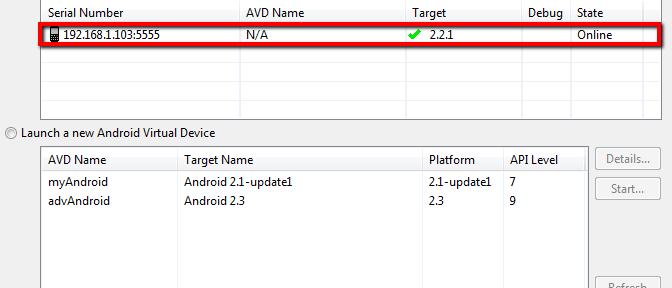 Serial Number AVD Name Target Debug State
192.168.1.103:5555 N/A 2.2.1 Online
Launch a new Android Virtual Device
AVD Name Target Name Platform API Level Details...
myAndroid Android 2.1-update1 2.1-update1 7 Start...
advAndroid Android 2.3 2.3 9
Refresh